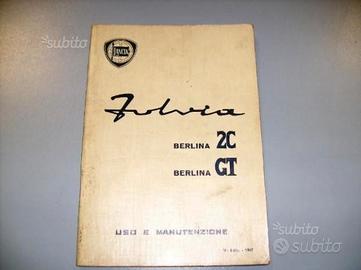 subito
LANCIA
Fulvia
BERLINA 2C
BERLINA GT
USO E MANUTENZIONE
subito